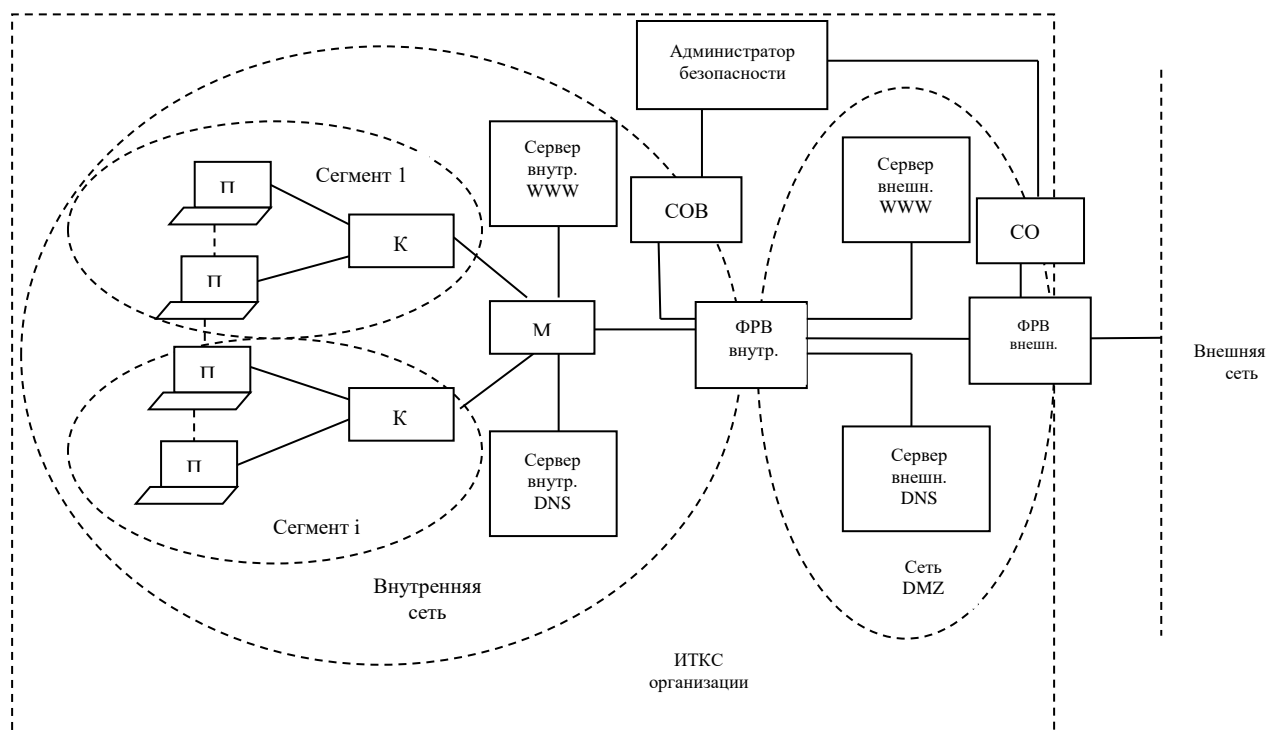 Администратор
безопасности
Сегмент 1
П
П
К
Сервер
внутр.
WWW
СОВ
Сервер
внешн.
WWW
СО
М
ФРВ
внутр.
ФРВ
внешн.
Внешняя
сеть
П
П
К
Сегмент i
Сервер
внутр.
DNS
Сервер
внешн.
DNS
Внутренняя
сеть
Сеть
DMZ
ИТКС
организации